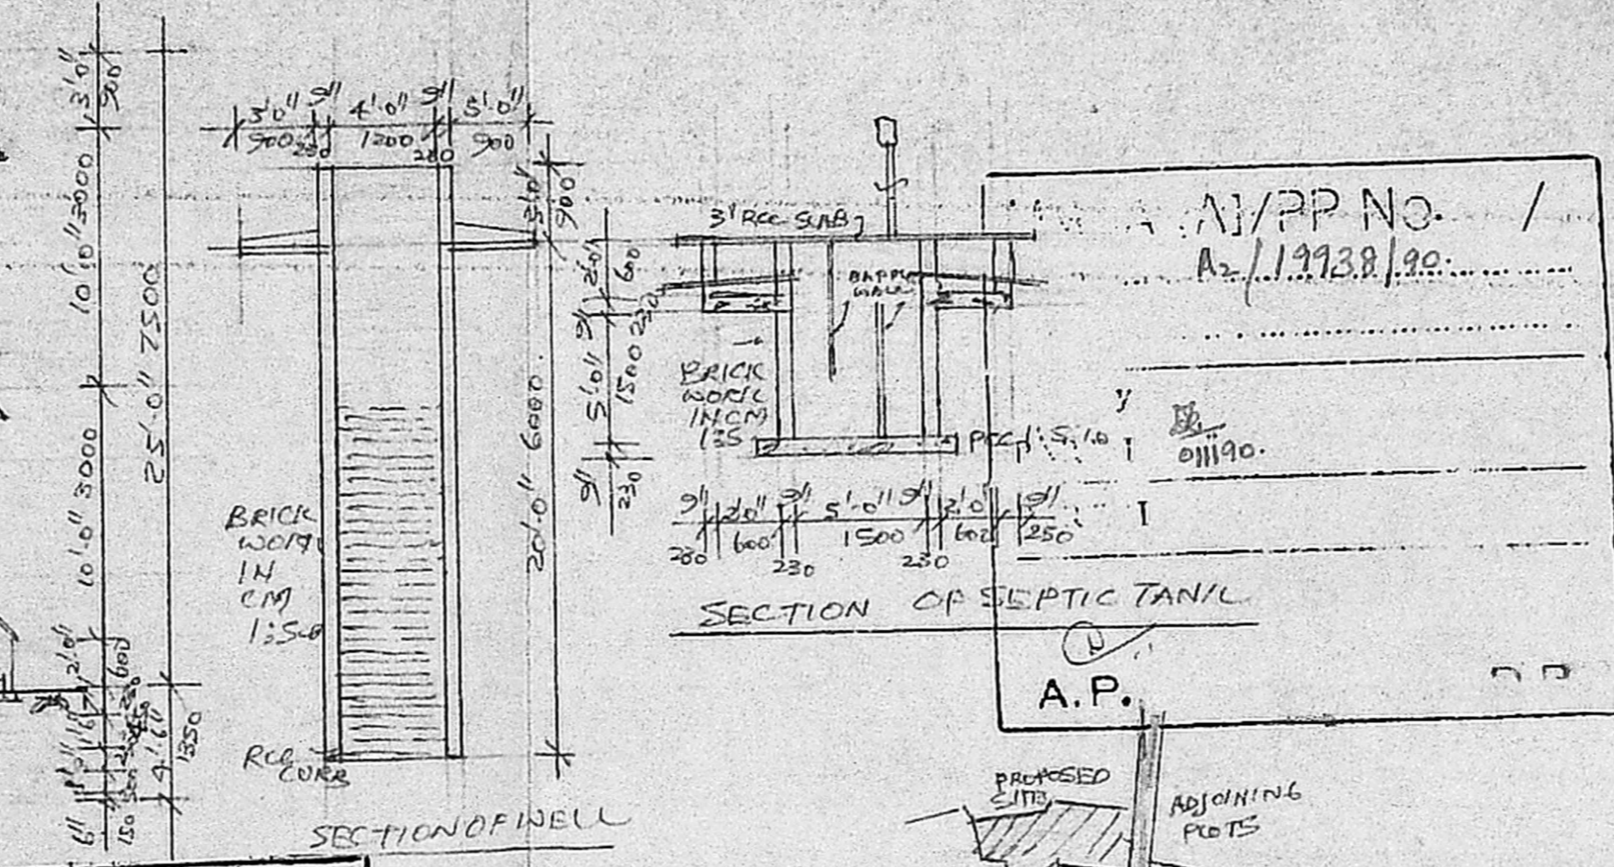 3'0"
900
10'0" 3000
10'0" 3000
25'-0" 7500
2'0"
600
4'-6"
1350
6"
150
3'0" 9" 4'-0" 9" 3'-0"
900 230 1200 230 900
3'0"
900
20'-0" 6000.
BRICK
WORK
IN
CM
1:5
RCC
CURB
SECTION OF WELL
3' RCC SLAB
BAFFLE
WALL
2'0"
600
9"
230
5'0"
1500
9"
230
BRICK
WORK
IN CM
1:5
PCC 1:5:10
9" 2'0" 9" 5'-0" 9" 2'-0" 9"
230 600 230 1500 230 600 250
SECTION OF SEPTIC TANK
PP No. /
A2/19938/90.
011190.
A.P.
PROPOSED
SITE
ADJOINING
PLOTS